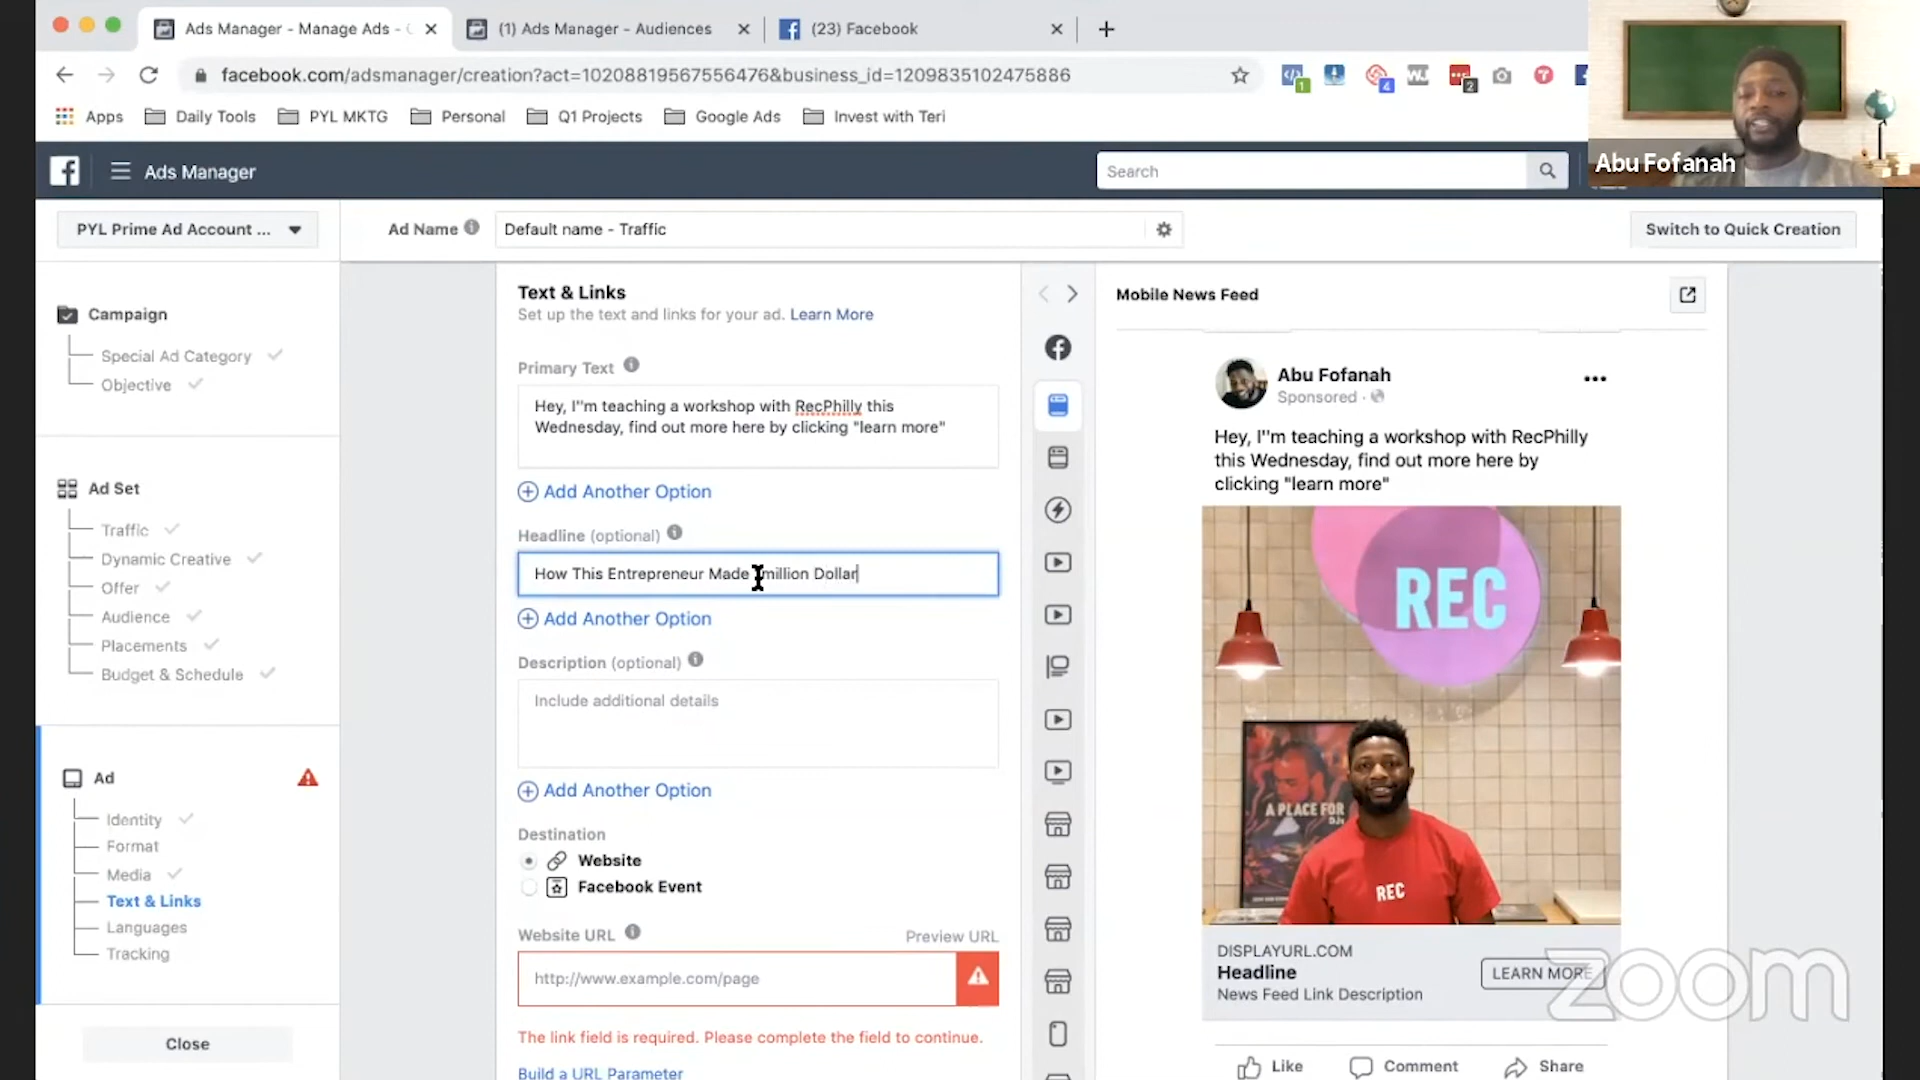 Ads Manager - Manage Ads - C
(1) Ads Manager - Audiences
(23) Facebook
facebook.com/adsmanager/creation?act=10208819567556476&business_id=1209835102475886
1
4
2
Apps
Daily Tools
PYL MKTG
Personal
Q1 Projects
Google Ads
Invest with Teri
Abu Fofanah
Ads Manager
Search
PYL Prime Ad Account ...
Ad Name
Default name - Traffic
Switch to Quick Creation
Campaign
Special Ad Category
Objective
Ad Set
Traffic
Dynamic Creative
Offer
Audience
Placements
Budget & Schedule
Ad
Identity
Format
Media
Text & Links
Languages
Tracking
Close
Text & Links
Set up the text and links for your ad. Learn More
Primary Text
Hey, I"m teaching a workshop with RecPhilly this
Wednesday, find out more here by clicking "learn more"
Add Another Option
Headline (optional)
How This Entrepreneur Made million Dollar
Add Another Option
Description (optional)
Include additional details
Add Another Option
Destination
Website
Facebook Event
Website URL
Preview URL
http://www.example.com/page
The link field is required. Please complete the field to continue.
Build a URL Parameter
Mobile News Feed
Abu Fofanah
Sponsored ·
Hey, I"m teaching a workshop with RecPhilly
this Wednesday, find out more here by
clicking "learn more"
REC
A PLACE FOR
DJs
REC
DISPLAYURL.COM
Headline
LEARN MORE
News Feed Link Description
zoom
Like
Comment
Share